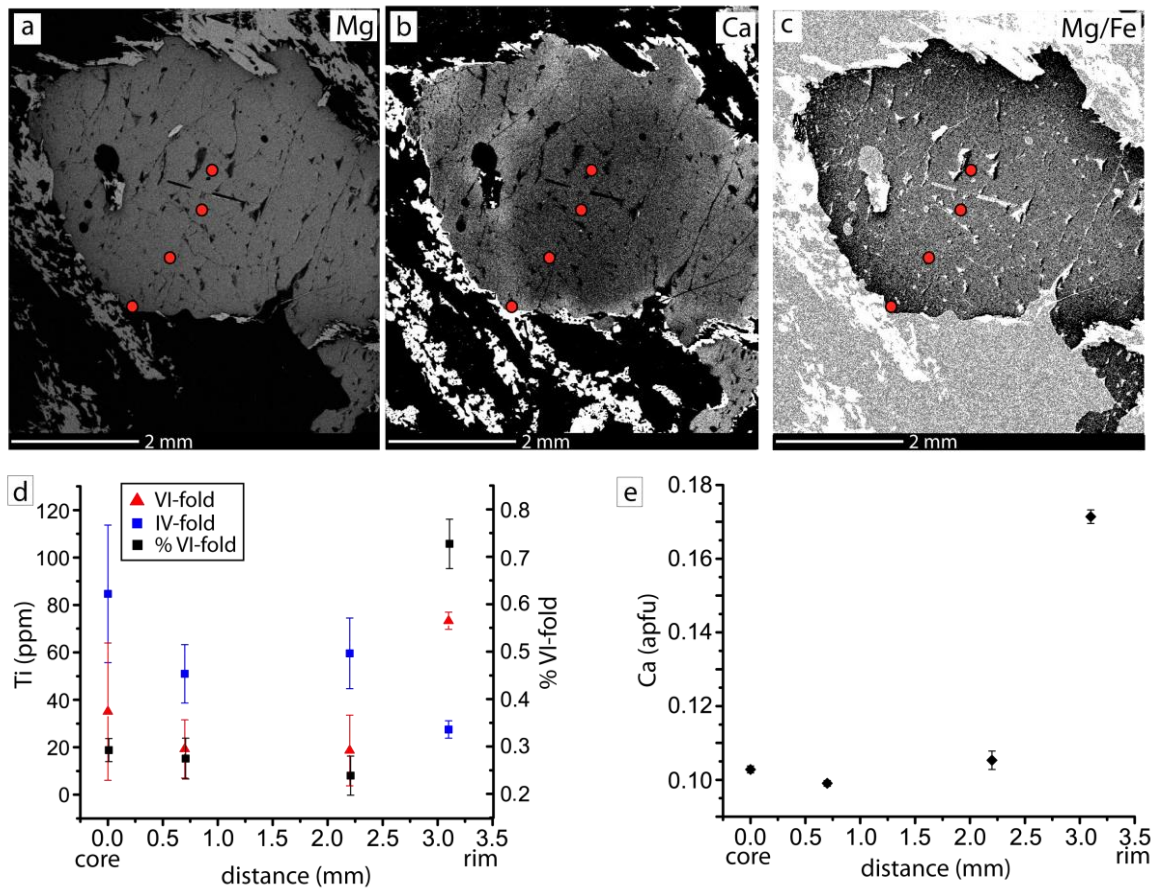 a
Mg
b
Ca
c
Mg/Fe
2 mm
2 mm
2 mm
d
VI-fold
IV-fold
% VI-fold
Ti (ppm)
120
100
80
60
40
20
0
0.8
0.7
0.6
0.5
0.4
0.3
0.2
% VI-fold
0.0
0.5
1.0
1.5
2.0
2.5
3.0
3.5
core
rim
distance (mm)
e
Ca (apfu)
0.18
0.16
0.14
0.12
0.10
0.0
0.5
1.0
1.5
2.0
2.5
3.0
3.5
core
rim
distance (mm)